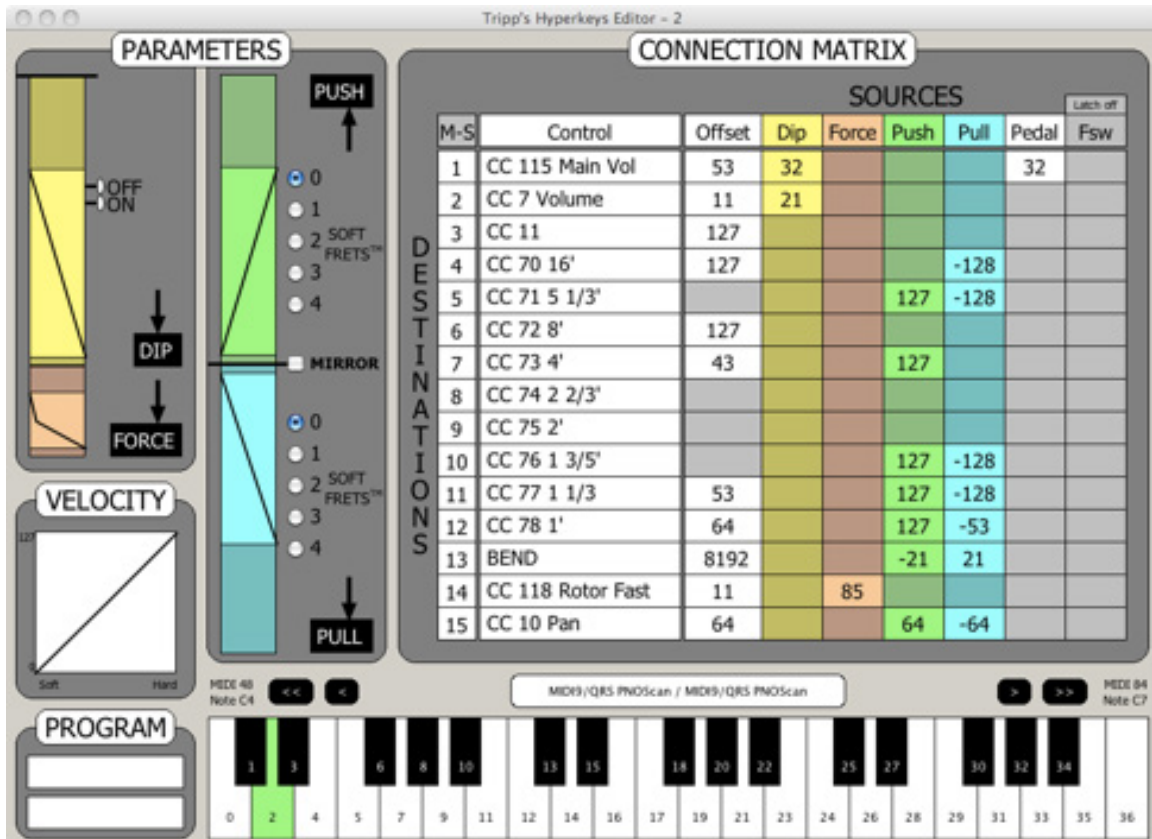 Tripp's Hyperkeys Editor - 2
PARAMETERS
OFF
ON
DIP
FORCE
PUSH
0
1
2 SOFT
FRETS™
3
4
MIRROR
0
1
2 SOFT
FRETS™
3
4
PULL
VELOCITY
127
0
Soft Hard
PROGRAM
CONNECTION MATRIX
SOURCES
Latch off
DESTINATIONS
M-S Control Offset Dip Force Push Pull Pedal Fsw
1 CC 115 Main Vol 53 32 32
2 CC 7 Volume 11 21
3 CC 11 127
4 CC 70 16' 127 -128
5 CC 71 5 1/3' 127 -128
6 CC 72 8' 127
7 CC 73 4' 43 127
8 CC 74 2 2/3'
9 CC 75 2'
10 CC 76 1 3/5' 127 -128
11 CC 77 1 1/3 53 127 -128
12 CC 78 1' 64 127 -53
13 BEND 8192 -21 21
14 CC 118 Rotor Fast 11 85
15 CC 10 Pan 64 64 -64
MIDI 48
Note C4
<< <
MIDI9/QRS PNOScan / MIDI9/QRS PNOScan
> >>
MIDI 84
Note C7
1 3 6 8 10 13 15 18 20 22 25 27 30 32 34
0 2 4 5 7 9 11 12 14 16 17 19 21 23 24 26 28 29 31 33 35 36